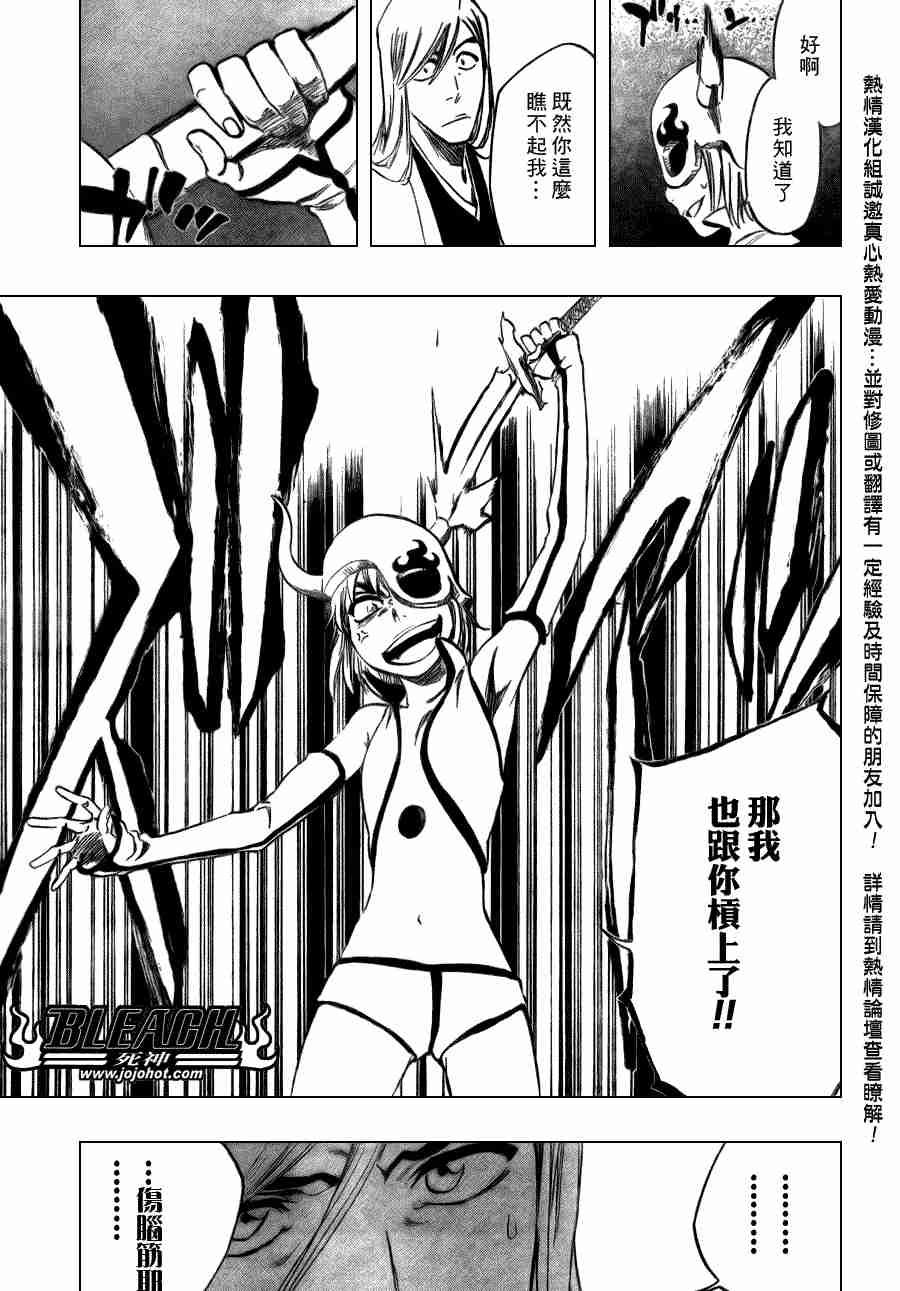 好啊
我知道了
既然你這麼
瞧不起我…
那我
也跟你槓上了!!
………
…傷腦筋耶
………
BLEACH
死神
www.jojohot.com
熱情漢化組誠邀真心熱愛動漫…並對修圖或翻譯有一定經驗及時間保障的朋友加入！ 詳情請到熱情論壇查看瞭解！